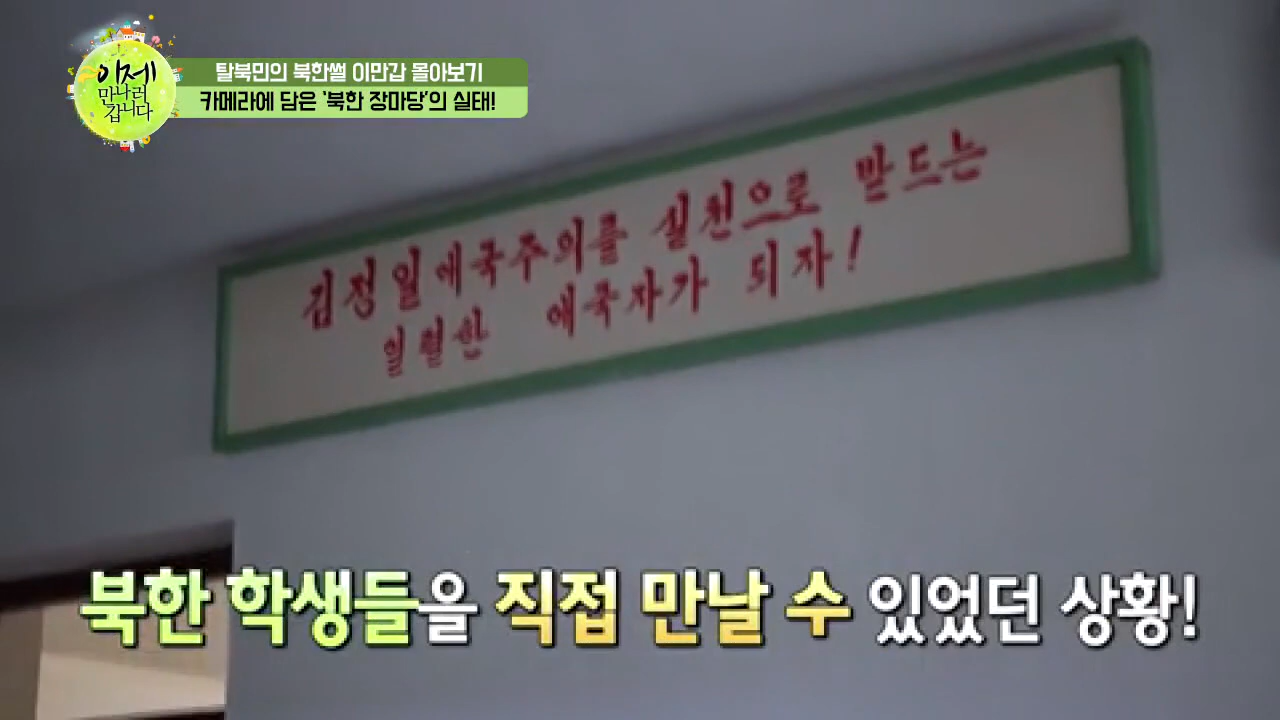 이제
만나러
갑니다
탈북민의 북한썰 이만갑 몰아보기
카메라에 담은 '북한 장마당'의 실태!
김정일애국주의를 실천으로 받드는
열렬한 애국자가 되자!
북한 학생들을 직접 만날 수 있었던 상황!